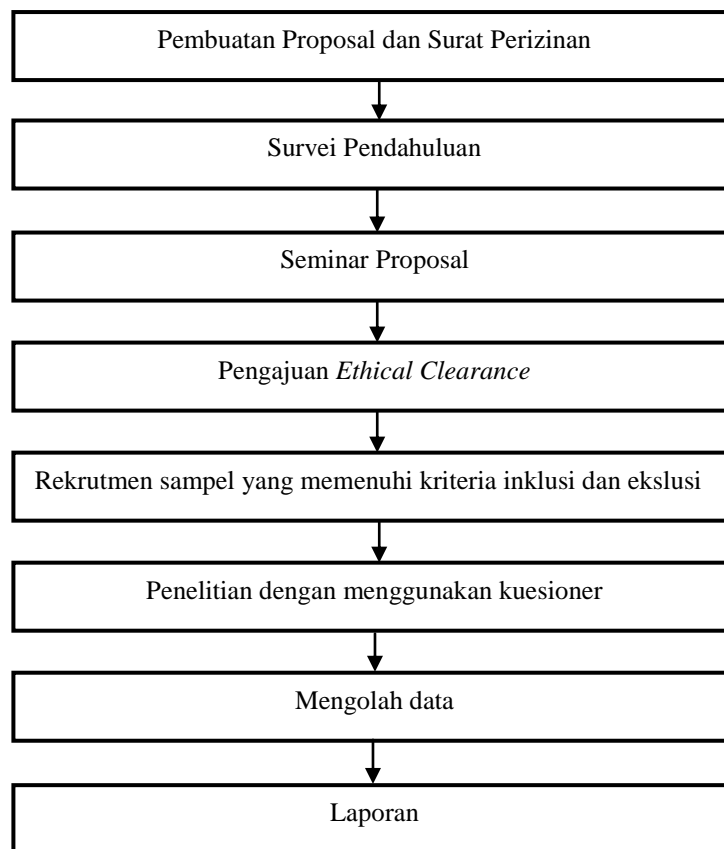 Pembuatan Proposal dan Surat Perizinan
Survei Pendahuluan
Seminar Proposal
Pengajuan Ethical Clearance
Rekrutmen sampel yang memenuhi kriteria inklusi dan ekslusi
Penelitian dengan menggunakan kuesioner
Mengolah data
Laporan